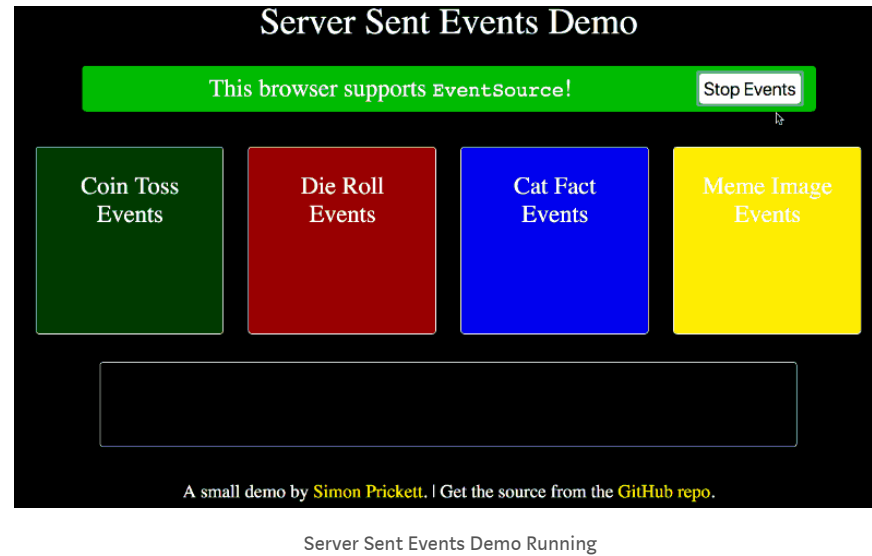 Server Sent Events Demo
This browser supports EventSource!
Stop Events
Coin Toss
Events
Die Roll
Events
Cat Fact
Events
Meme Image
Events
A small demo by Simon Prickett. | Get the source from the GitHub repo.
Server Sent Events Demo Running